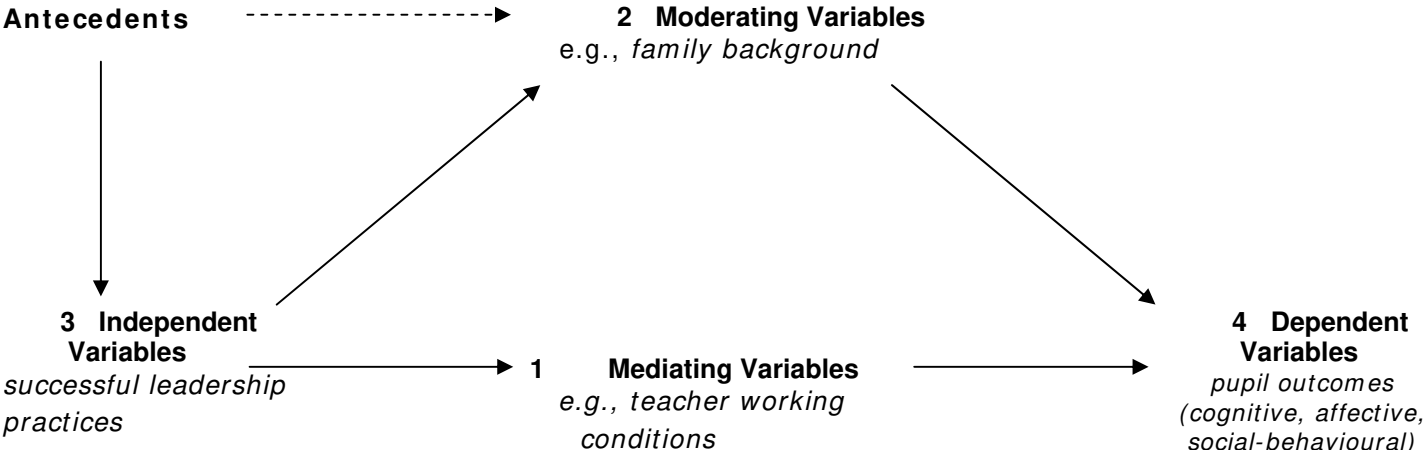 Antecedents
2 Moderating Variables
e.g., family background
3 Independent
Variables
successful leadership
practices
1 Mediating Variables
e.g., teacher working
conditions
4 Dependent
Variables
pupil outcomes
(cognitive, affective,
social-behavioural)